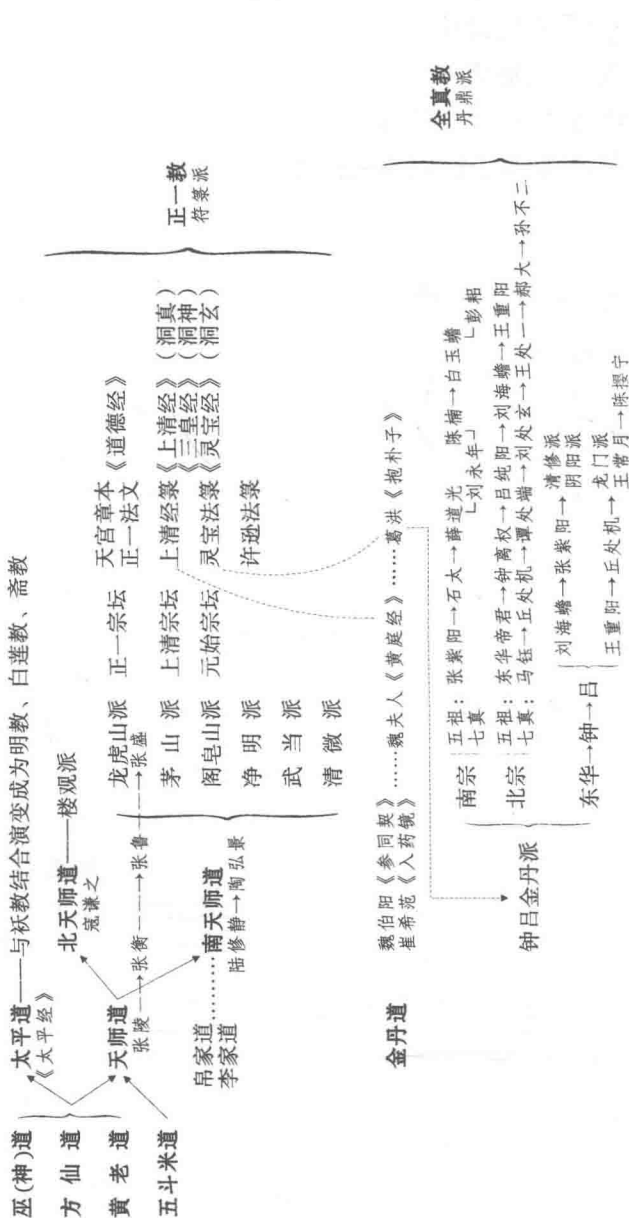 巫(神)道
方仙道
黄老道
五斗米道
太平道——与祆教结合演变成为明教、白莲教、斋教
《太平经》
天师道
张陵——→张衡——→张鲁——→张盛
北天师道——楼观派
寇谦之
帛家道………南天师道
李家道
陆修静→陶弘景
龙虎山派 正一宗坛 天宫章本 《道德经》
正一法文
茅山派 上清宗坛 上清经箓 《上清经》(洞真)
《三皇经》(洞神)
阁皂山派 元始宗坛 灵宝法箓 《灵宝经》(洞玄)
净明派 许逊法箓
武当派
清微派
正一教
符箓派
金丹道
魏伯阳《参同契》……魏夫人《黄庭经》……葛洪《抱朴子》
崔希范《入药镜》
钟吕金丹派
南宗 五祖:张紫阳→石太→薛道光 陈楠→白玉蟾
七真 └刘永年┘ └彭耜
北宗 五祖:东华帝君→钟离权→吕纯阳→刘海蟾→王重阳
七真:马钰→丘处机→谭处端→刘处玄→王处一→郝大→孙不二
东华→钟→吕
刘海蟾→张紫阳→清修派
阴阳派
王重阳→丘处机→龙门派
王常月→陈撄宁
全真教
丹鼎派